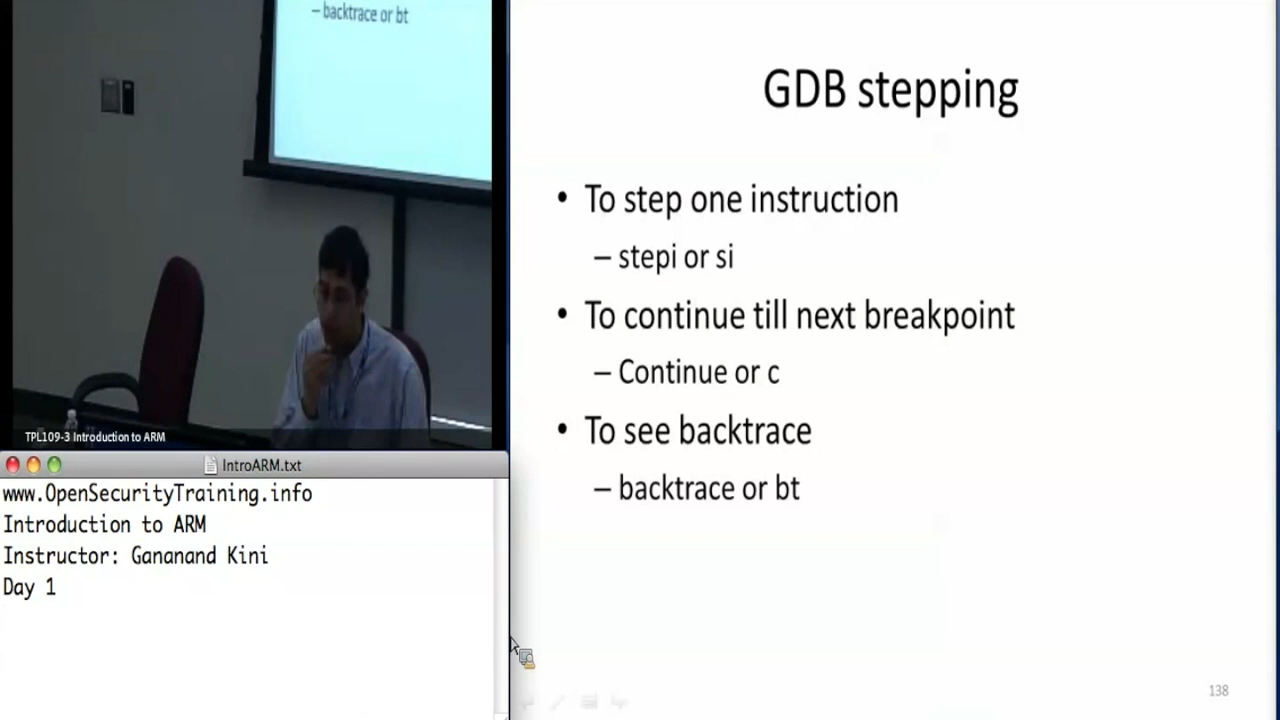 – backtrace or bt
TPL109-3 Introduction to ARM
IntroARM.txt
www.OpenSecurityTraining.info
Introduction to ARM
Instructor: Gananand Kini
Day 1
GDB stepping
• To step one instruction
– stepi or si
• To continue till next breakpoint
– Continue or c
• To see backtrace
– backtrace or bt
138